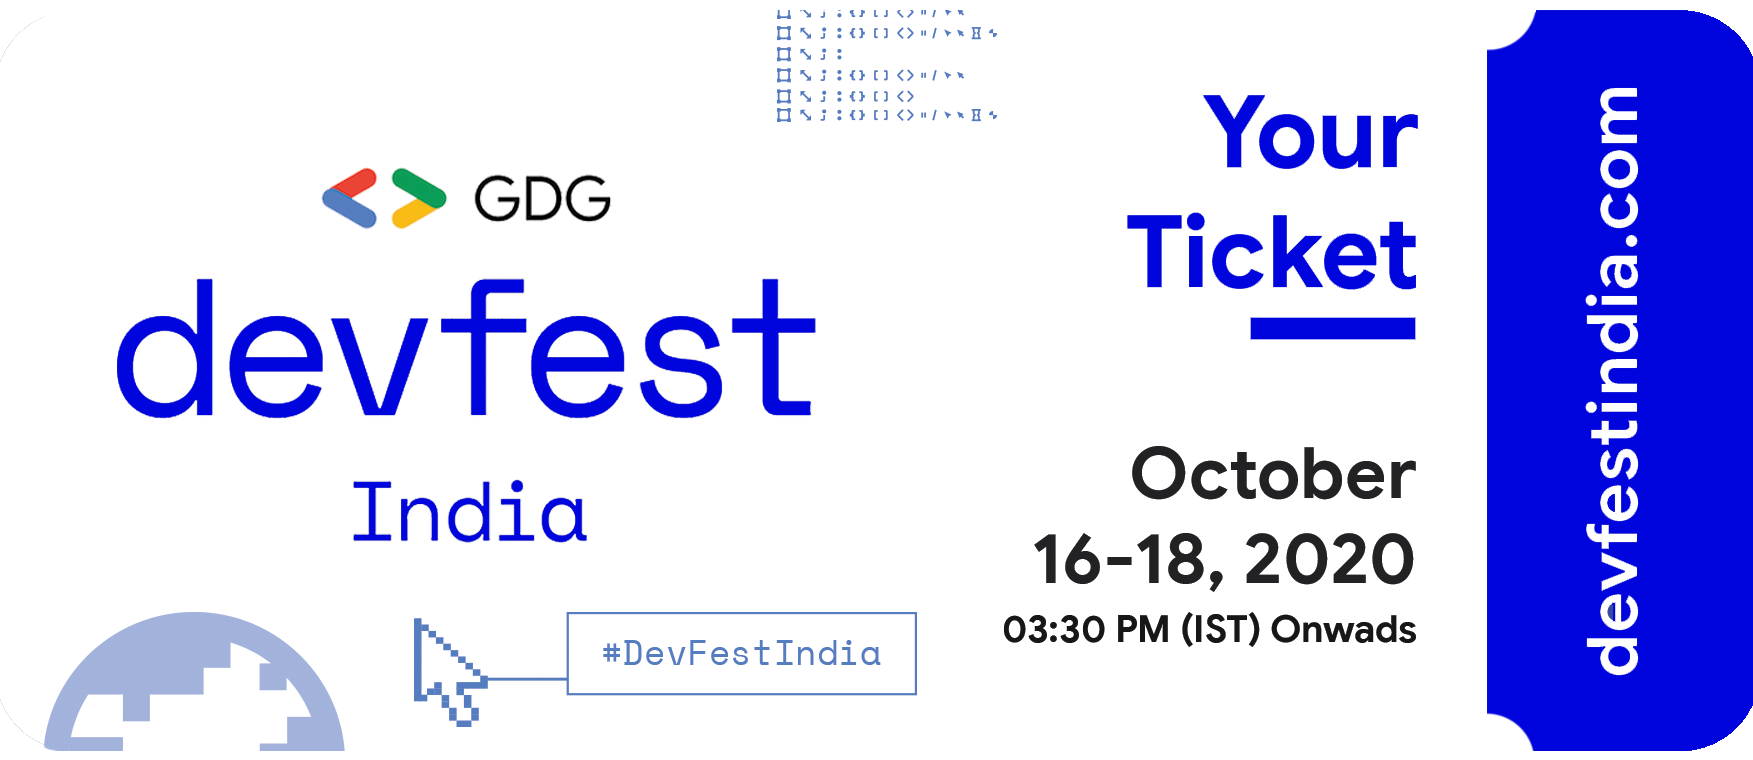 GDG
devfest
India
#DevFestIndia
Your
Ticket
October
16-18, 2020
03:30 PM (IST) Onwads
devfestindia.com